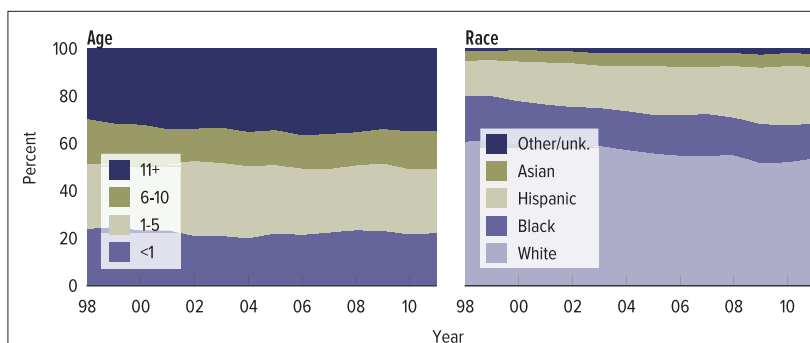 Age
Race
100
80
60
40
20
0
Percent
11+
6-10
1-5
<1
Other/unk.
Asian
Hispanic
Black
White
98 00 02 04 06 08 10
98 00 02 04 06 08 10
Year